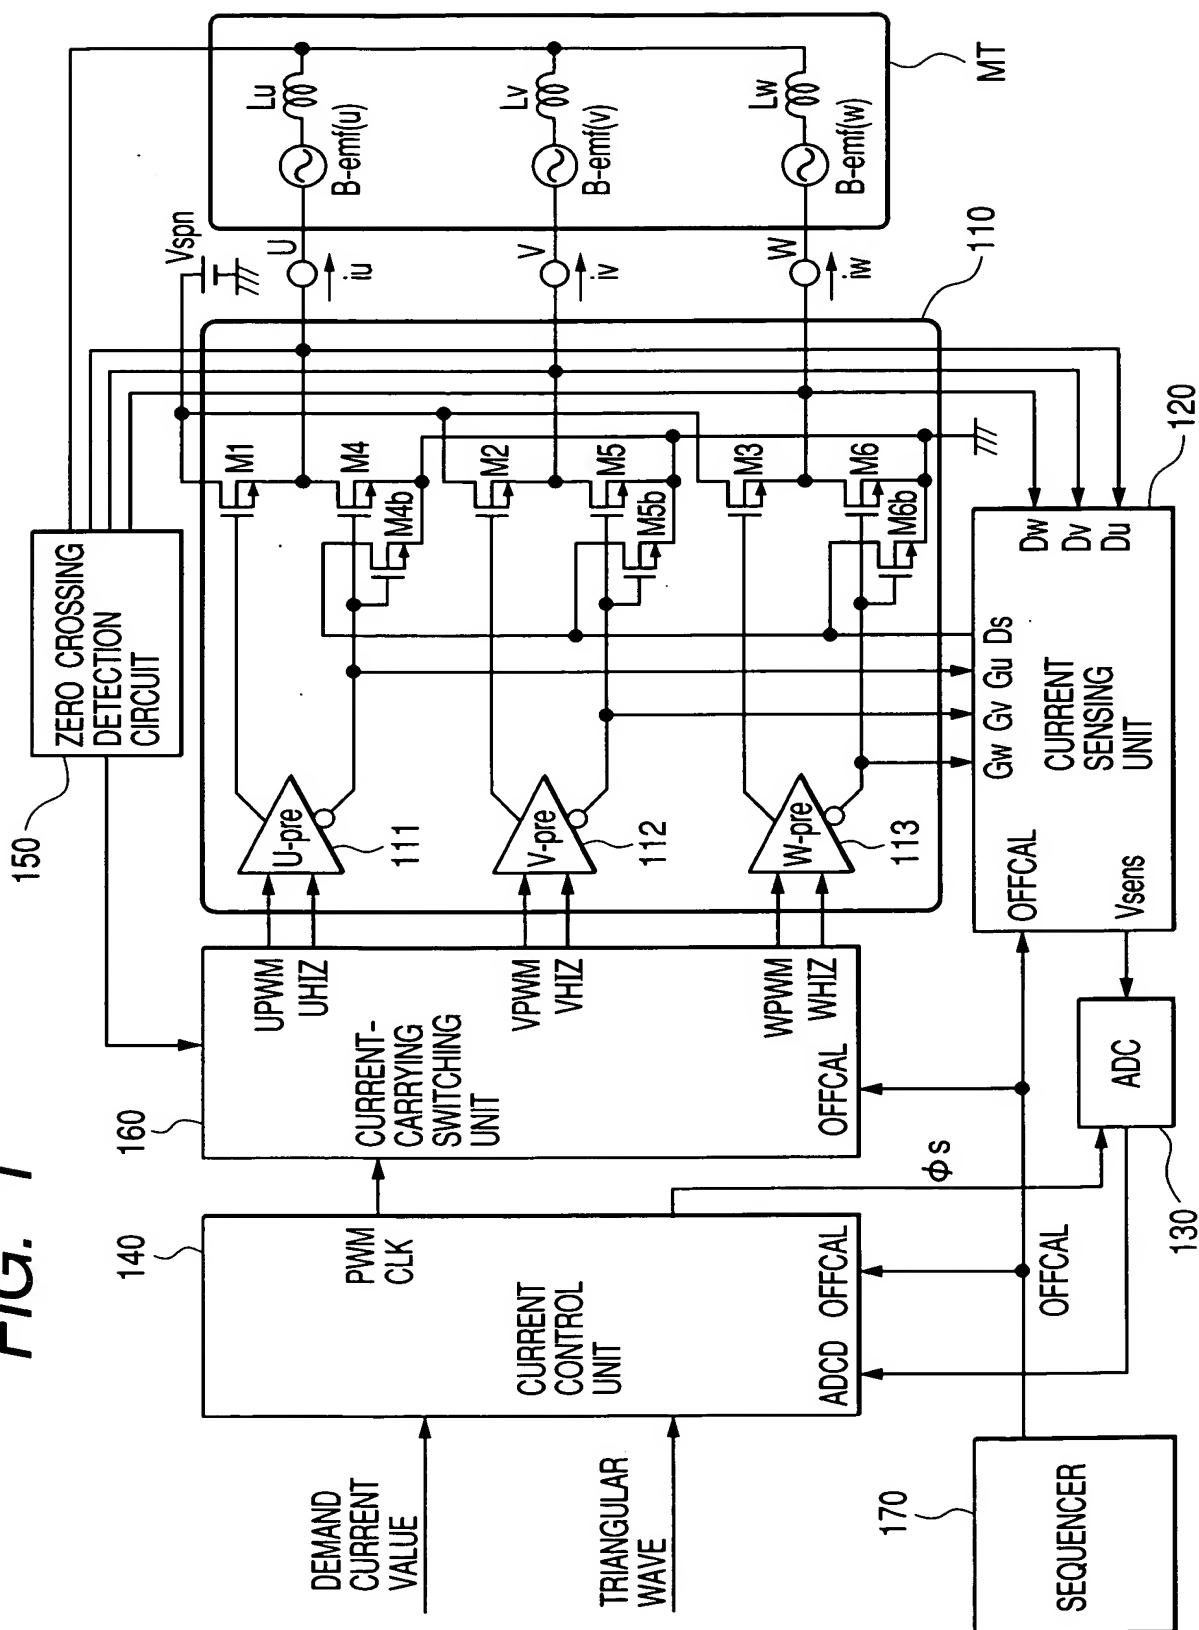 FIG. 1
150
ZERO CROSSING
DETECTION
CIRCUIT
Vspn
MT
Lu
B-emf(u)
Lv
B-emf(v)
Lw
B-emf(w)
U
iu
V
iv
W
iw
110
M1
M4
M4b
M2
M5
M5b
M3
M6
M6b
U-pre
111
V-pre
112
W-pre
113
160
CURRENT-
CARRYING
SWITCHING
UNIT
UPWM
UHIZ
VPWM
VHIZ
WPWM
WHIZ
OFFCAL
140
PWM
CLK
CURRENT
CONTROL
UNIT
ADCD
OFFCAL
DEMAND
CURRENT
VALUE
TRIANGULAR
WAVE
ϕs
120
Dw
Dv
Du
Gw
Gv
Gu
Ds
CURRENT
SENSING
UNIT
OFFCAL
Vsens
ADC
130
OFFCAL
170
SEQUENCER